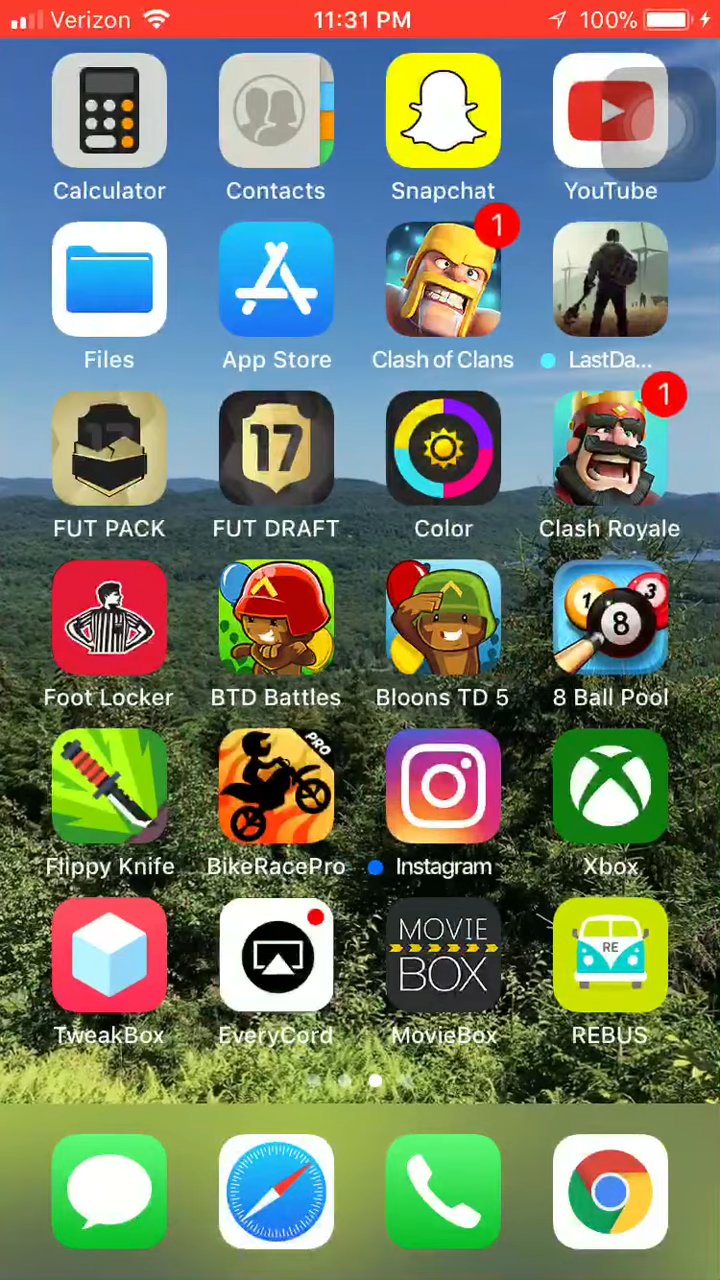 Verizon 11:31 PM 100%
Calculator Contacts Snapchat YouTube
1
Files App Store Clash of Clans LastDa...
17 17 1
FUT PACK FUT DRAFT Color Clash Royale
1 3 8
Foot Locker BTD Battles Bloons TD 5 8 Ball Pool
PRO
Flippy Knife BikeRacePro Instagram Xbox
MOVIE
BOX
RE
TweakBox EveryCord MovieBox REBUS